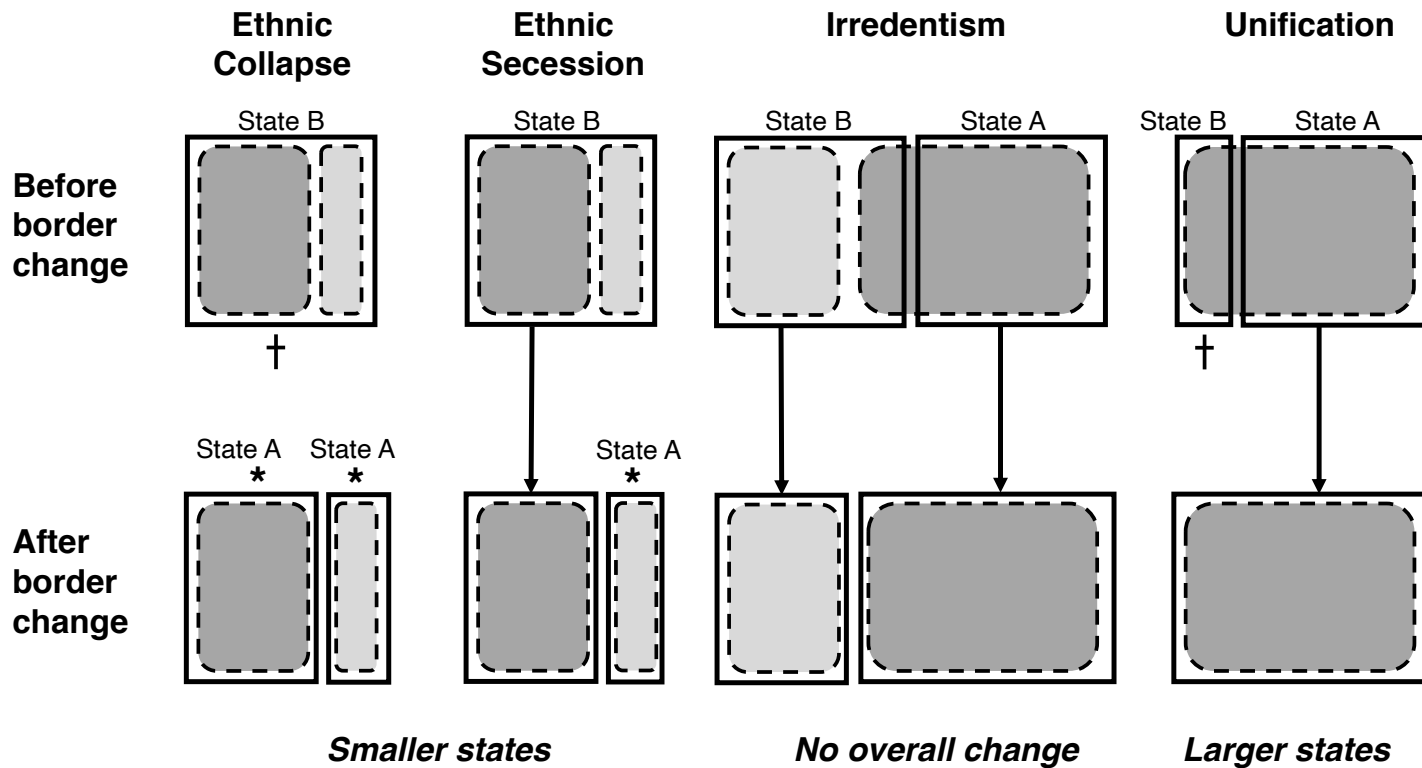 Ethnic
Collapse
Ethnic
Secession
Irredentism
Unification
State B
State B
State B
State A
State B
State A
Before
border
change
†
†
State A
State A
State A
*
*
*
After
border
change
Smaller states
No overall change
Larger states